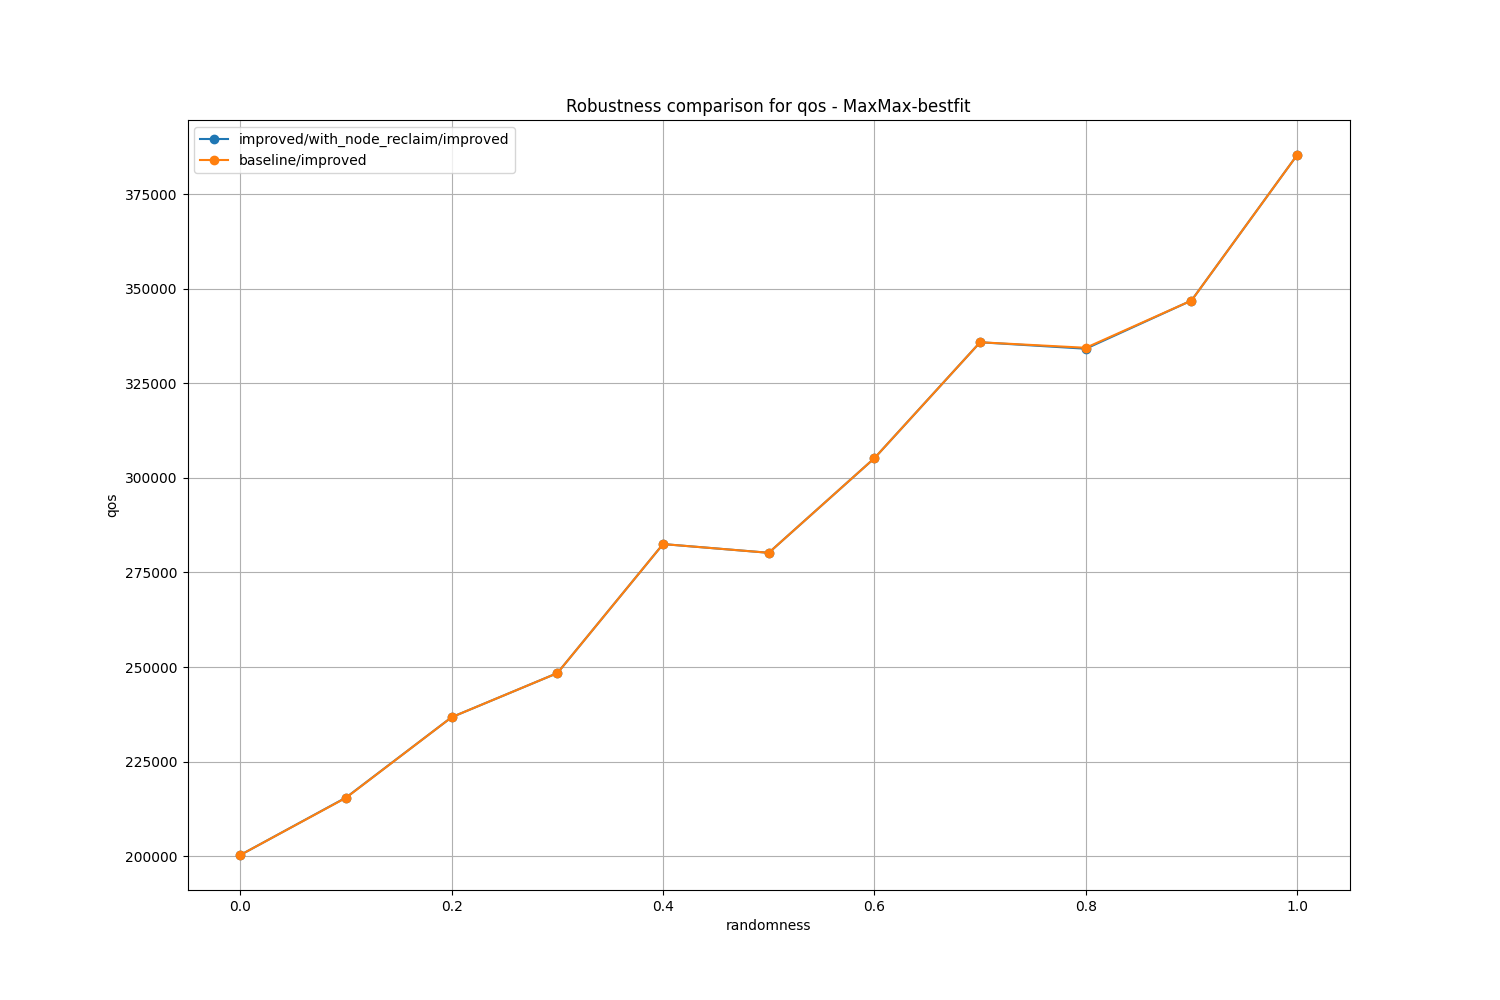 Robustness comparison for qos - MaxMax-bestfit
improved/with_node_reclaim/improved
baseline/improved
375000
350000
325000
300000
275000
250000
225000
200000
qos
0.0 0.2 0.4 0.6 0.8 1.0
randomness